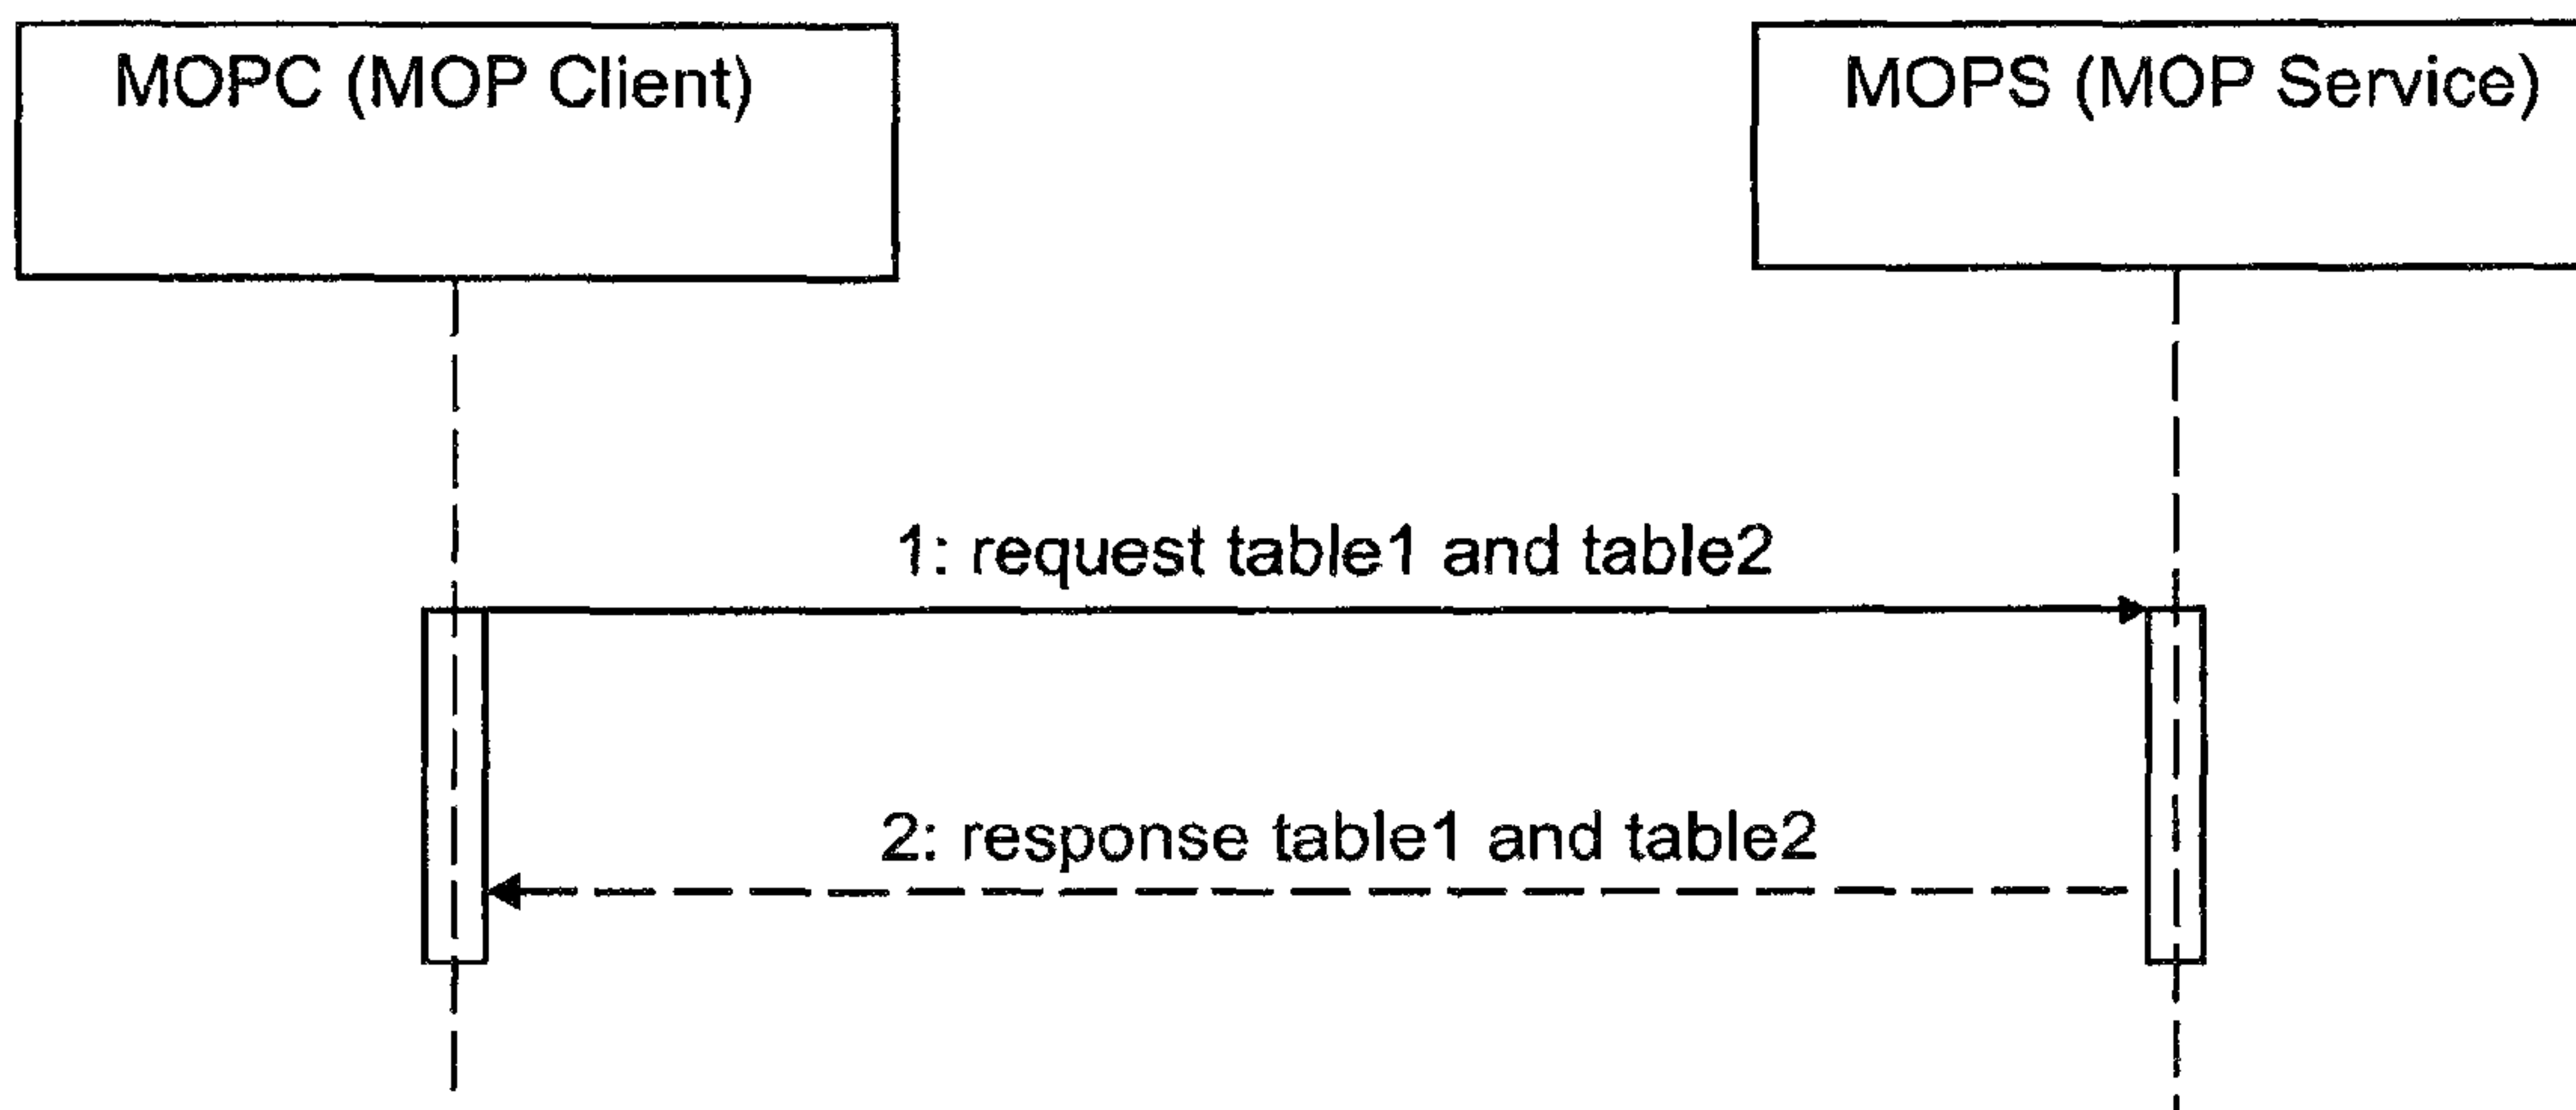 MOPC (MOP Client)
MOPS (MOP Service)
1: request table1 and table2
2: response table1 and table2